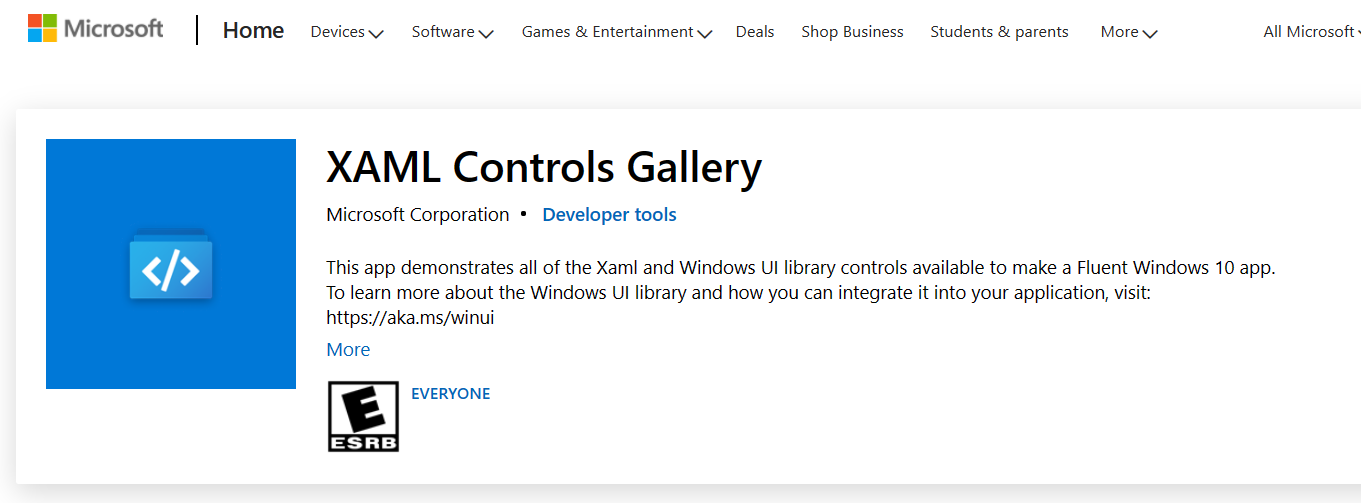 Microsoft Home Devices Software Games & Entertainment Deals Shop Business Students & parents More All Microsoft
XAML Controls Gallery
Microsoft Corporation • Developer tools
This app demonstrates all of the Xaml and Windows UI library controls available to make a Fluent Windows 10 app.
To learn more about the Windows UI library and how you can integrate it into your application, visit:
https://aka.ms/winui
More
E EVERYONE
ESRB